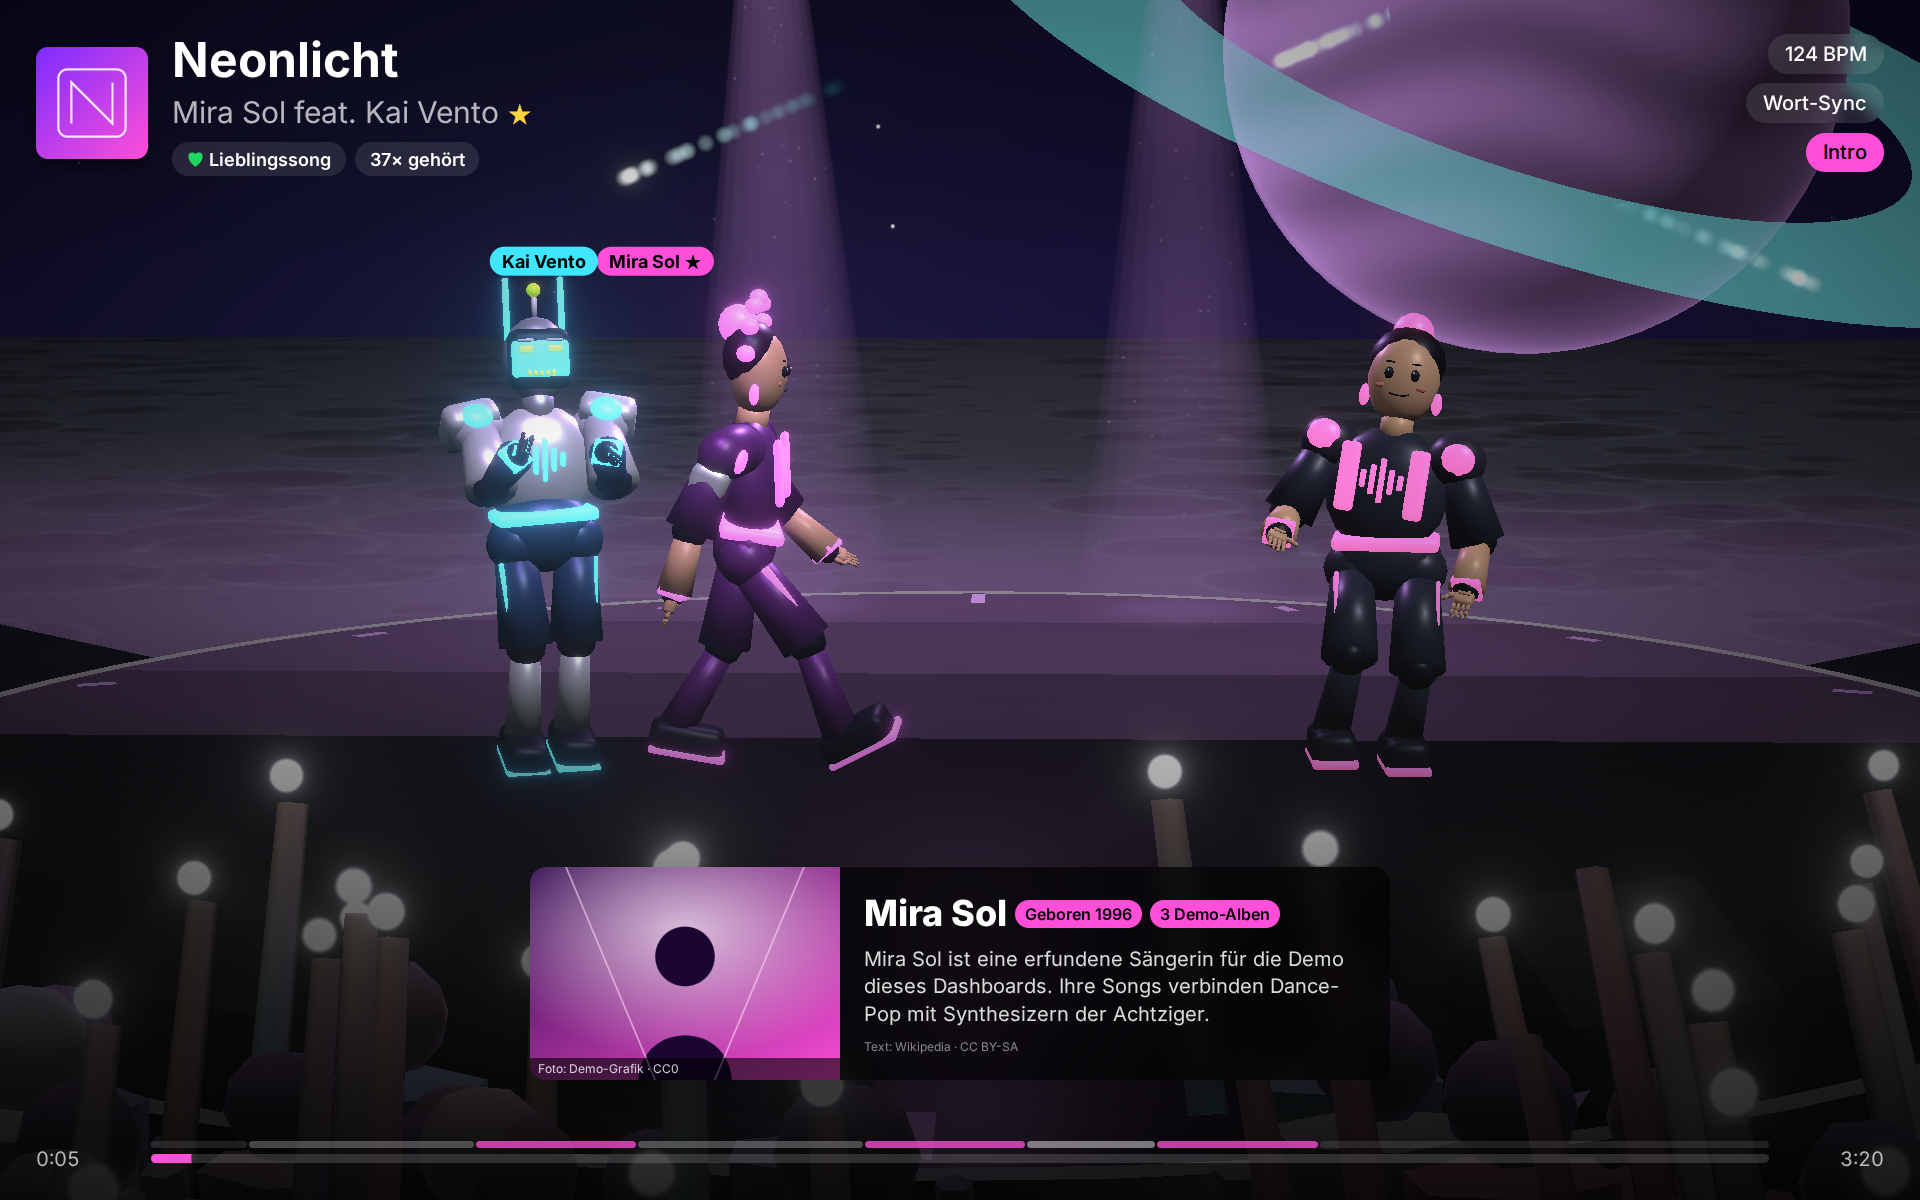 N
Neonlicht
Mira Sol feat. Kai Vento ★
Lieblingssong
37× gehört
124 BPM
Wort-Sync
Intro
Kai Vento
Mira Sol ★
Mira Sol
Geboren 1996
3 Demo-Alben
Mira Sol ist eine erfundene Sängerin für die Demo
dieses Dashboards. Ihre Songs verbinden Dance-
Pop mit Synthesizern der Achtziger.
Text: Wikipedia · CC BY-SA
Foto: Demo-Grafik · CC0
0:05
3:20